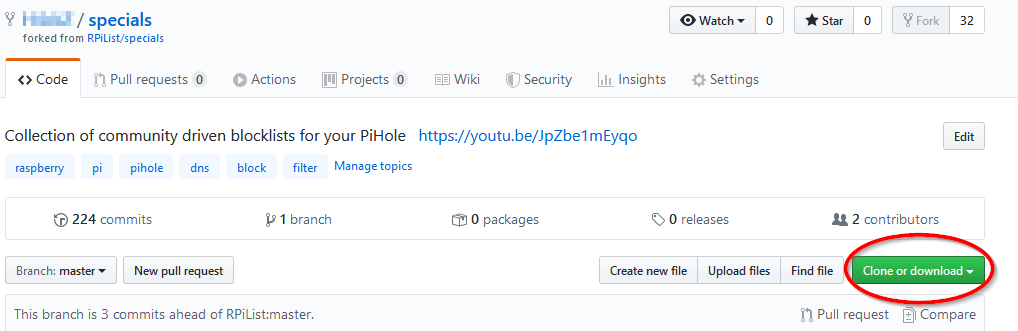 / specials
Watch 0 Star 0 Fork 32
forked from RPiList/specials
Code Pull requests 0 Actions Projects 0 Wiki Security Insights Settings
Collection of community driven blocklists for your PiHole https://youtu.be/JpZbe1mEyqo Edit
raspberry pi pihole dns block filter Manage topics
224 commits 1 branch 0 packages 0 releases 2 contributors
Branch: master New pull request Create new file Upload files Find file Clone or download
This branch is 3 commits ahead of RPiList:master. Pull request Compare